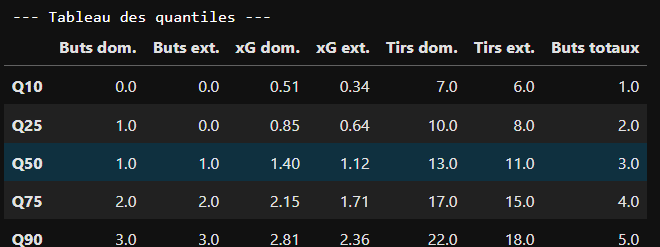 --- Tableau des quantiles ---
Buts dom. Buts ext. xG dom. xG ext. Tirs dom. Tirs ext. Buts totaux
Q10 0.0 0.0 0.51 0.34 7.0 6.0 1.0
Q25 1.0 0.0 0.85 0.64 10.0 8.0 2.0
Q50 1.0 1.0 1.40 1.12 13.0 11.0 3.0
Q75 2.0 2.0 2.15 1.71 17.0 15.0 4.0
Q90 3.0 3.0 2.81 2.36 22.0 18.0 5.0